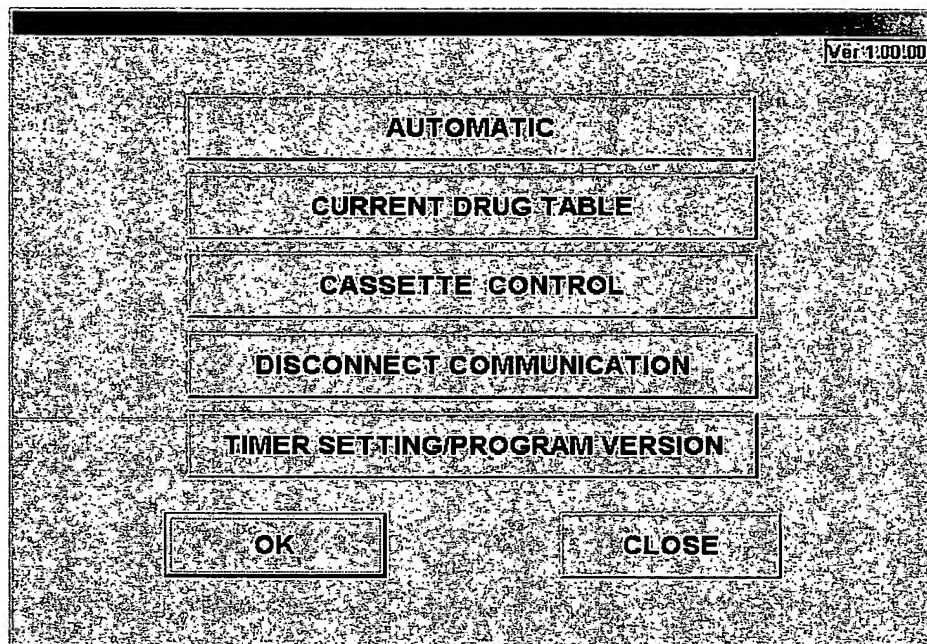 Ver 1.00.00
AUTOMATIC
CURRENT DRUG TABLE
CASSETTE CONTROL
DISCONNECT COMMUNICATION
TIMER SETTING/PROGRAM VERSION
OK CLOSE